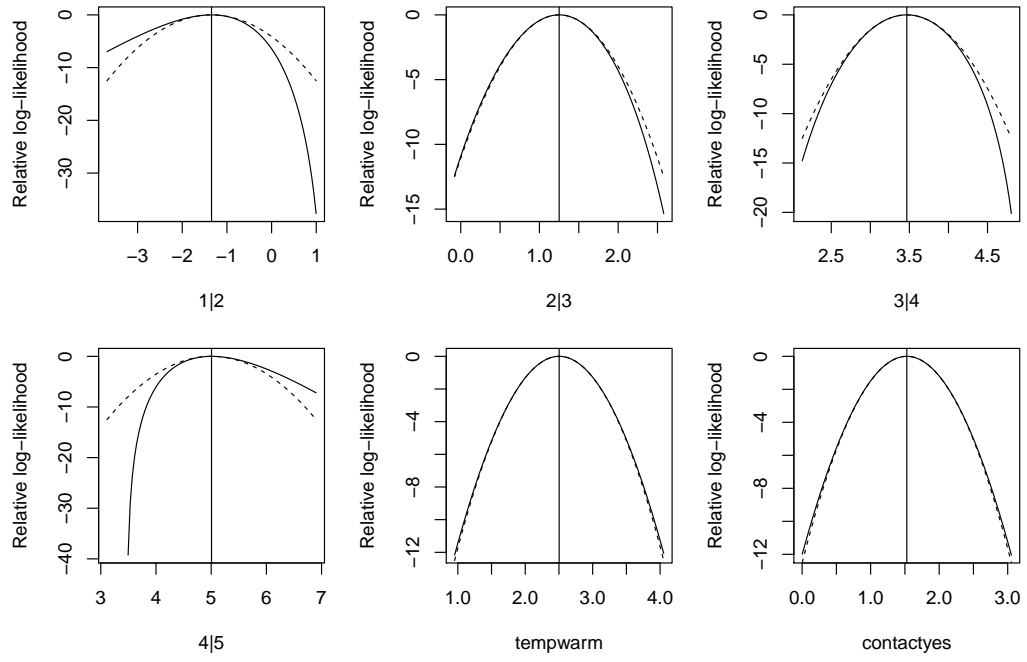 Relative log−likelihood
0
−10
−20
−30
−3 −2 −1 0 1
1|2
Relative log−likelihood
0
−5
−10
−15
0.0 1.0 2.0
2|3
Relative log−likelihood
0
−5
−10
−15
−20
2.5 3.5 4.5
3|4
Relative log−likelihood
0
−10
−20
−30
−40
3 4 5 6 7
4|5
Relative log−likelihood
0
−4
−8
−12
1.0 2.0 3.0 4.0
tempwarm
Relative log−likelihood
0
−4
−8
−12
0.0 1.0 2.0 3.0
contactyes